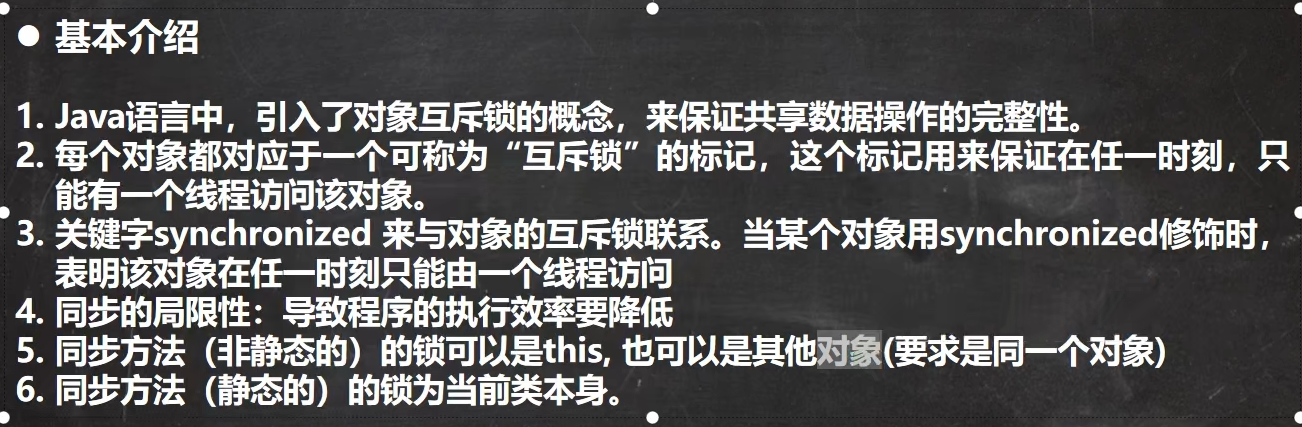 ● 基本介绍
1. Java语言中，引入了对象互斥锁的概念，来保证共享数据操作的完整性。
2. 每个对象都对应于一个可称为“互斥锁”的标记，这个标记用来保证在任一时刻，只
能有一个线程访问该对象。
3. 关键字synchronized 来与对象的互斥锁联系。当某个对象用synchronized修饰时，
表明该对象在任一时刻只能由一个线程访问
4. 同步的局限性：导致程序的执行效率要降低
5. 同步方法（非静态的）的锁可以是this, 也可以是其他对象(要求是同一个对象)
6. 同步方法（静态的）的锁为当前类本身。